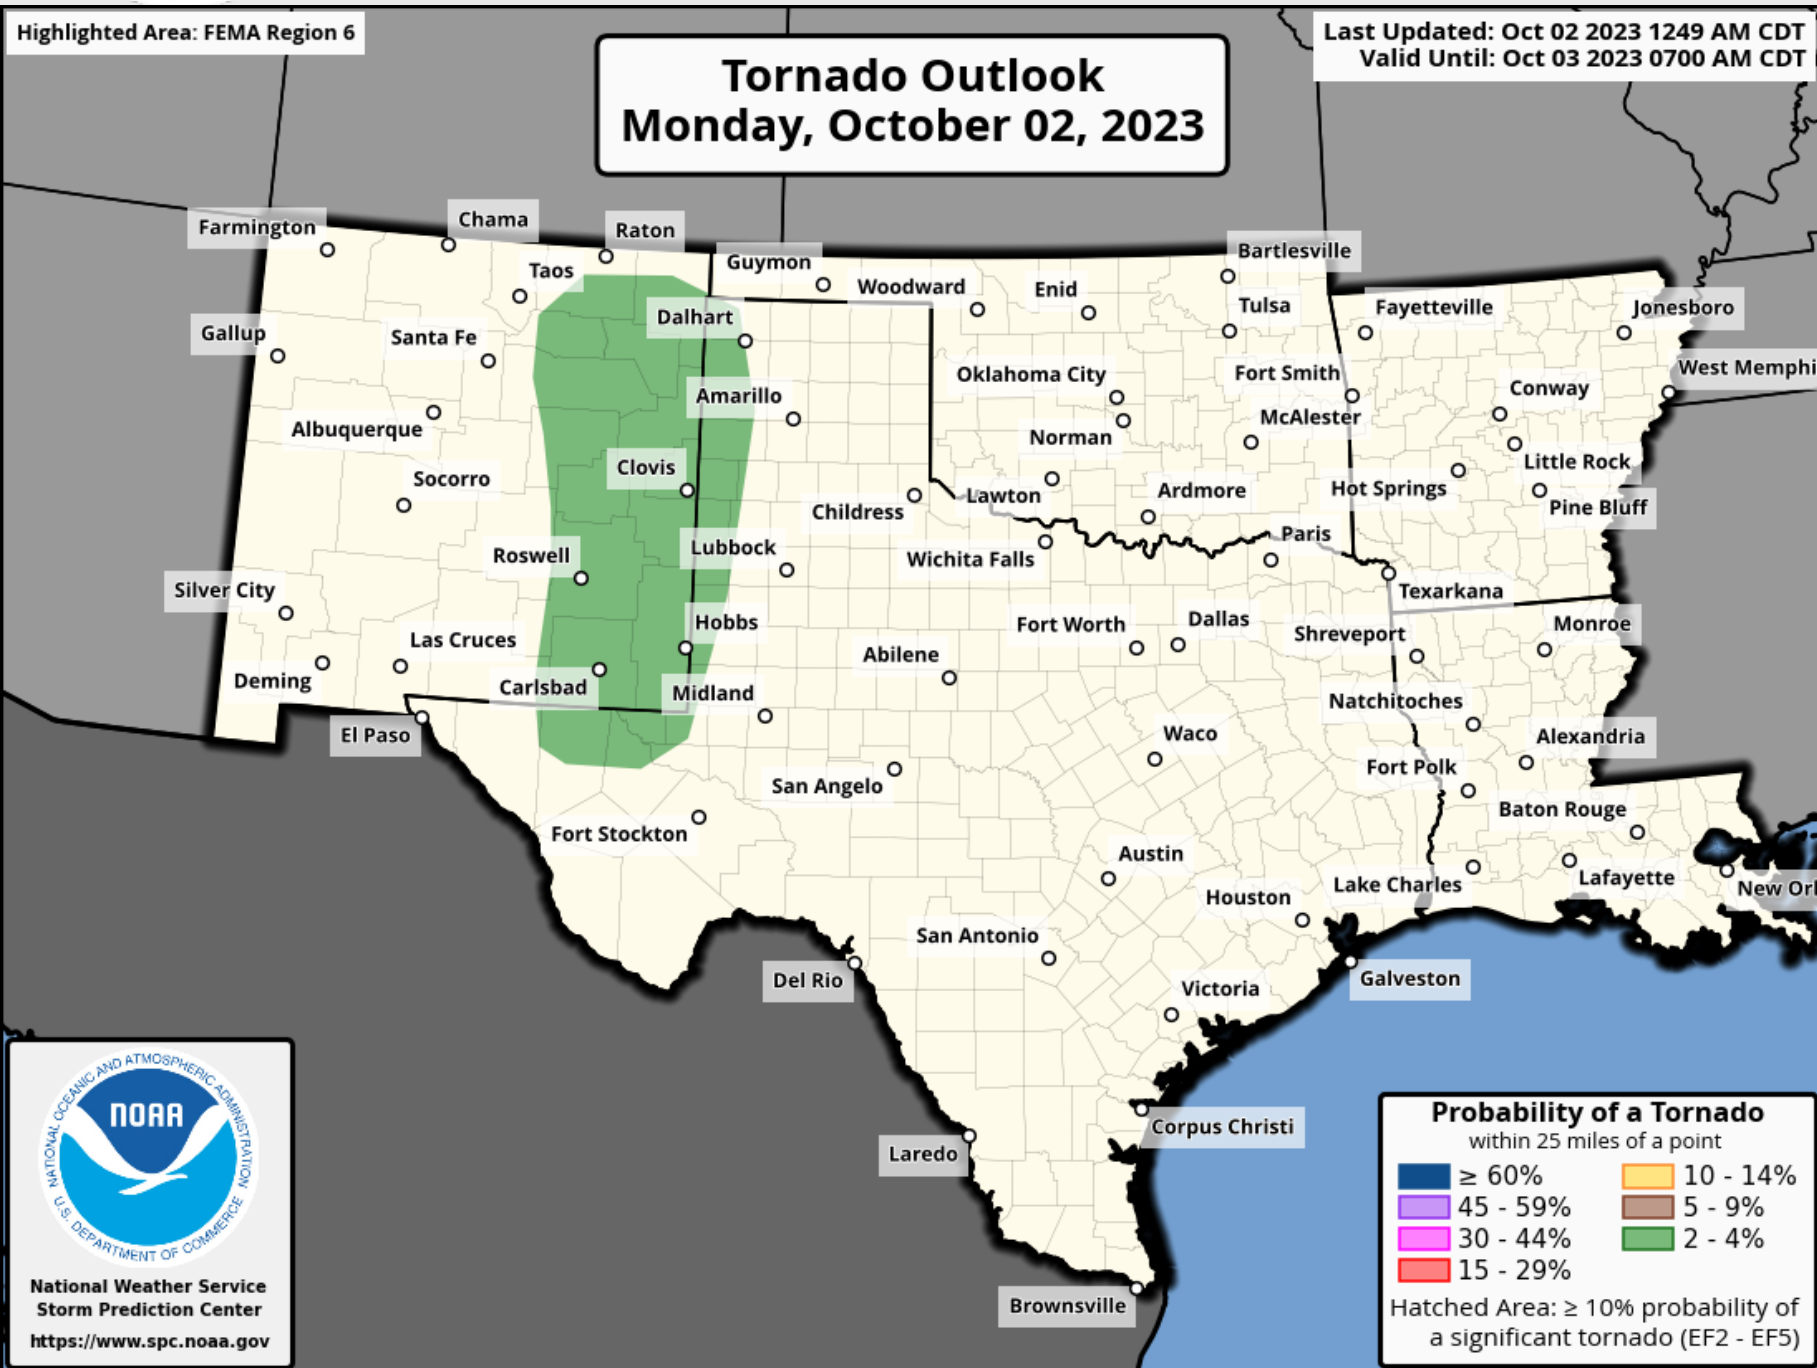 Highlighted Area: FEMA Region 6
Last Updated: Oct 02 2023 1249 AM CDT
Valid Until: Oct 03 2023 0700 AM CDT
Tornado Outlook
Monday, October 02, 2023
Farmington
Chama
Raton
Taos
Guymon
Woodward
Enid
Bartlesville
Tulsa
Fayetteville
Jonesboro
Gallup
Santa Fe
Dalhart
Oklahoma City
Fort Smith
Conway
West Memphi
Albuquerque
Amarillo
Norman
McAlester
Little Rock
Socorro
Clovis
Childress
Lawton
Ardmore
Hot Springs
Pine Bluff
Roswell
Lubbock
Wichita Falls
Paris
Texarkana
Silver City
Las Cruces
Hobbs
Abilene
Fort Worth
Dallas
Shreveport
Monroe
Deming
Carlsbad
Midland
Natchitoches
El Paso
San Angelo
Waco
Fort Polk
Alexandria
Fort Stockton
Austin
Baton Rouge
Houston
Lake Charles
Lafayette
New Orl
San Antonio
Del Rio
Victoria
Galveston
Corpus Christi
Laredo
Brownsville
NATIONAL OCEANIC AND ATMOSPHERIC ADMINISTRATION
NOAA
U.S. DEPARTMENT OF COMMERCE
National Weather Service
Storm Prediction Center
https://www.spc.noaa.gov
Probability of a Tornado
within 25 miles of a point
≥ 60% 10 - 14%
45 - 59% 5 - 9%
30 - 44% 2 - 4%
15 - 29%
Hatched Area: ≥ 10% probability of
a significant tornado (EF2 - EF5)